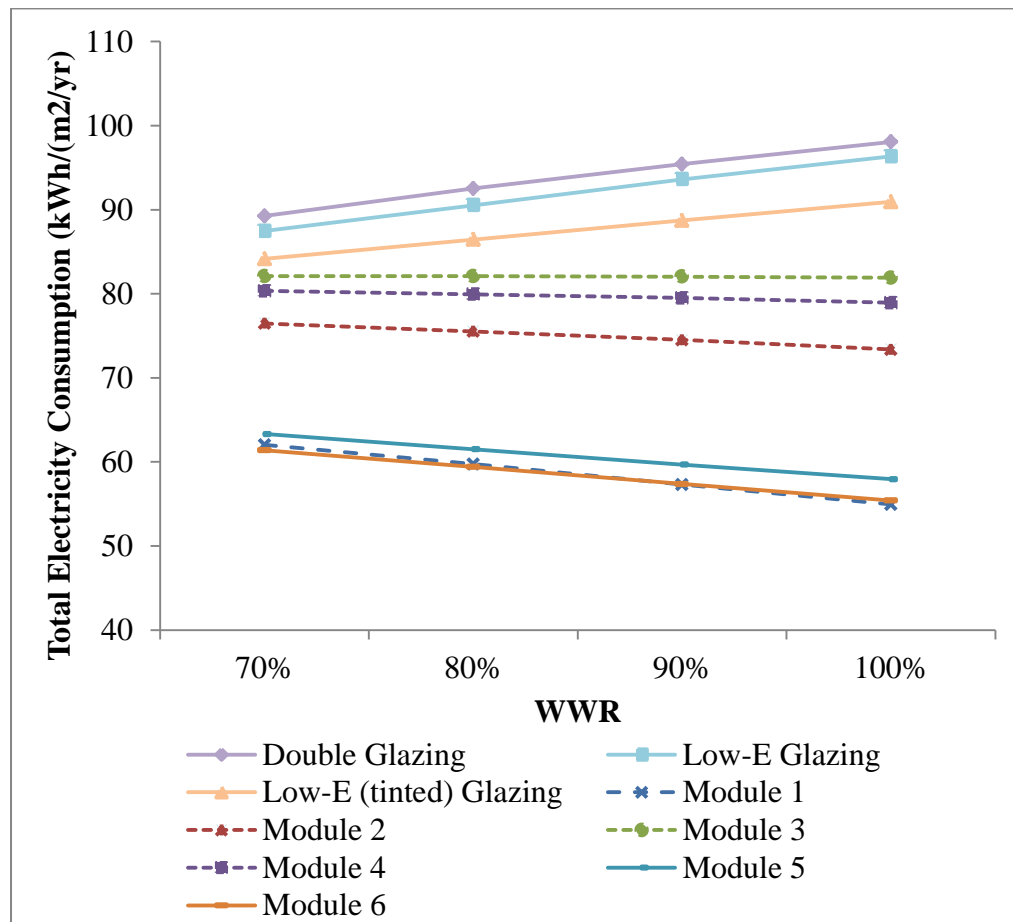 Total Electricity Consumption (kWh/(m2/yr)
110
100
90
80
70
60
50
40
70% 80% 90% 100%
WWR
Double Glazing Low-E Glazing
Low-E (tinted) Glazing Module 1
Module 2 Module 3
Module 4 Module 5
Module 6